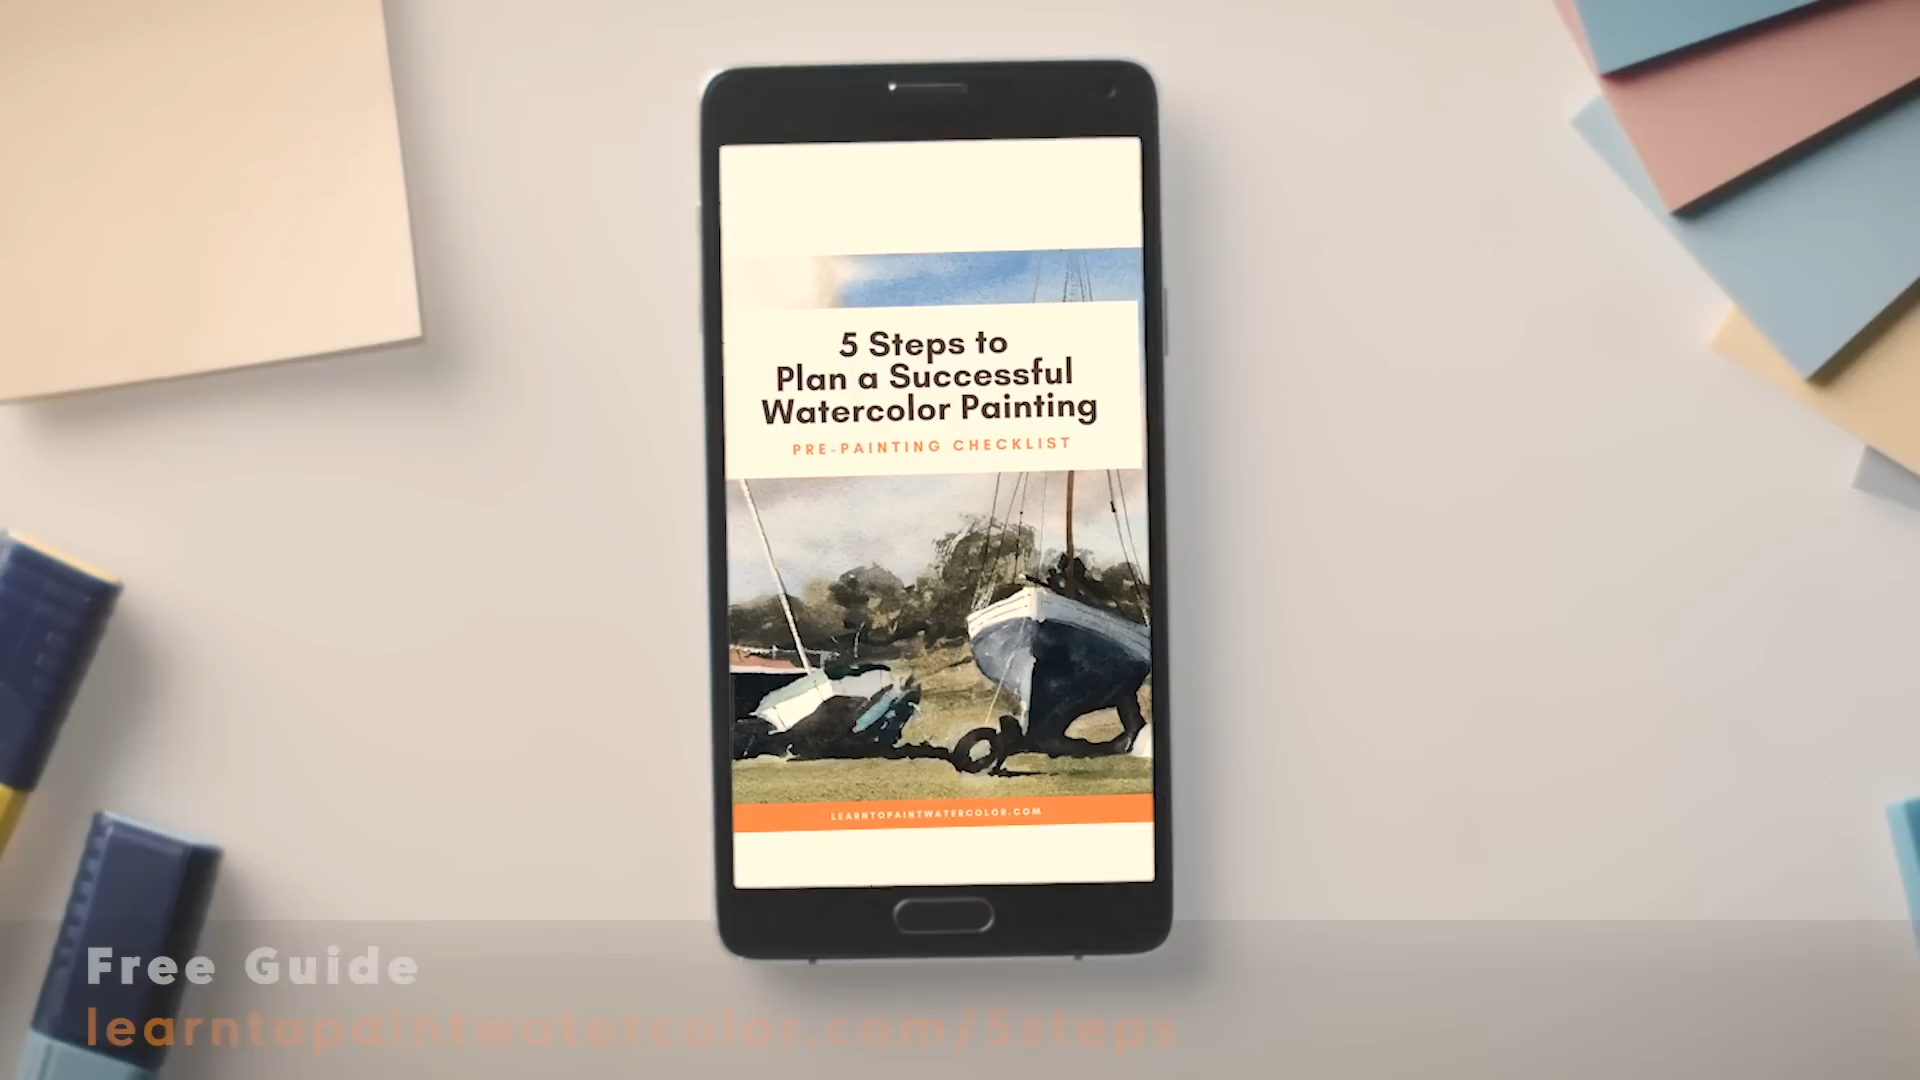 5 Steps to
Plan a Successful
Watercolor Painting
PRE-PAINTING CHECKLIST
LEARNTOPAINTWATERCOLOR.COM
Free Guide
learntopaintwatercolor.com/5steps